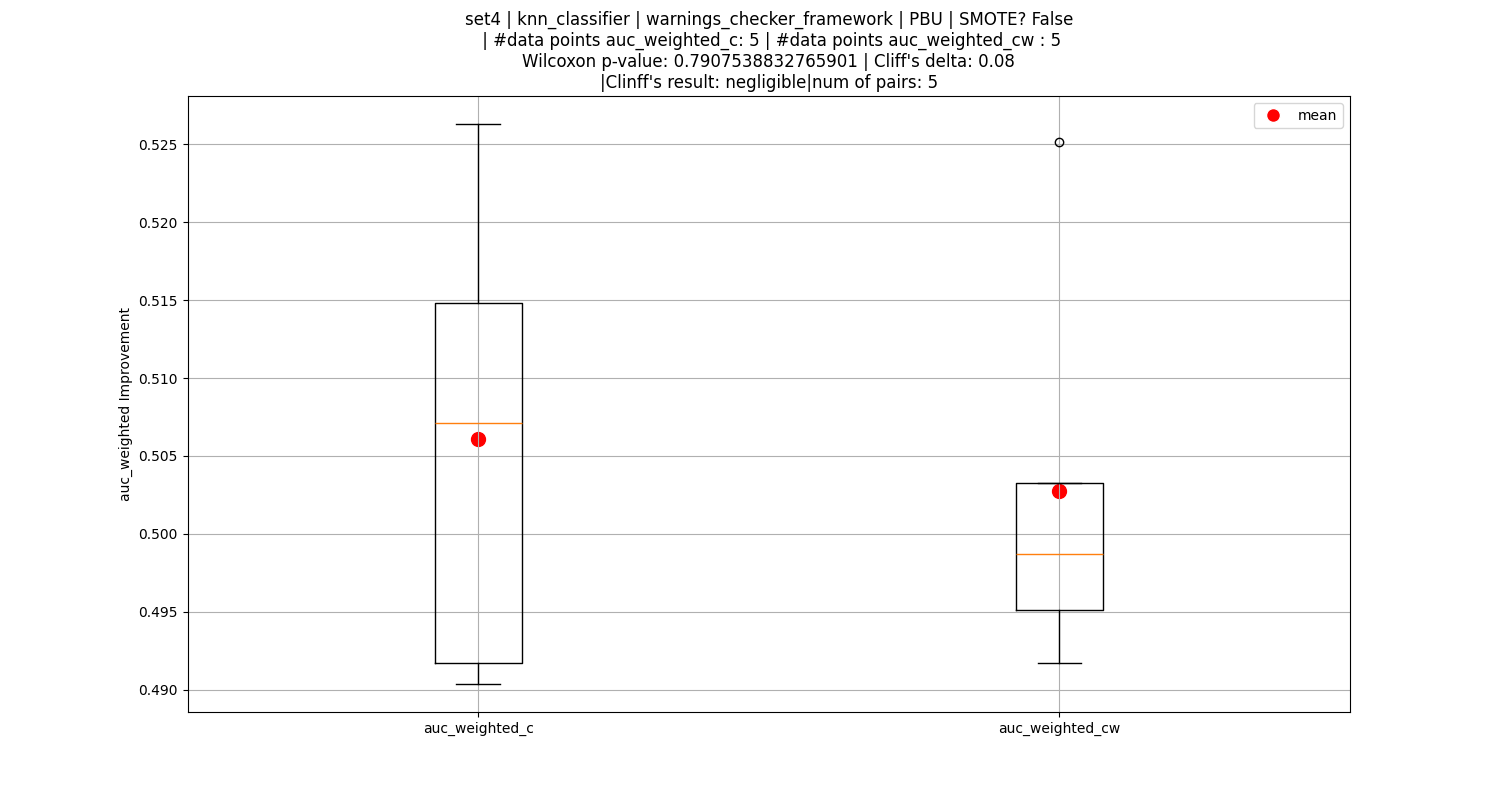 set4 | knn_classifier | warnings_checker_framework | PBU | SMOTE? False
| #data points auc_weighted_c: 5 | #data points auc_weighted_cw : 5
Wilcoxon p-value: 0.7907538832765901 | Cliff's delta: 0.08
|Clinff's result: negligible|num of pairs: 5
mean
auc_weighted Improvement
0.525
0.520
0.515
0.510
0.505
0.500
0.495
0.490
auc_weighted_c
auc_weighted_cw